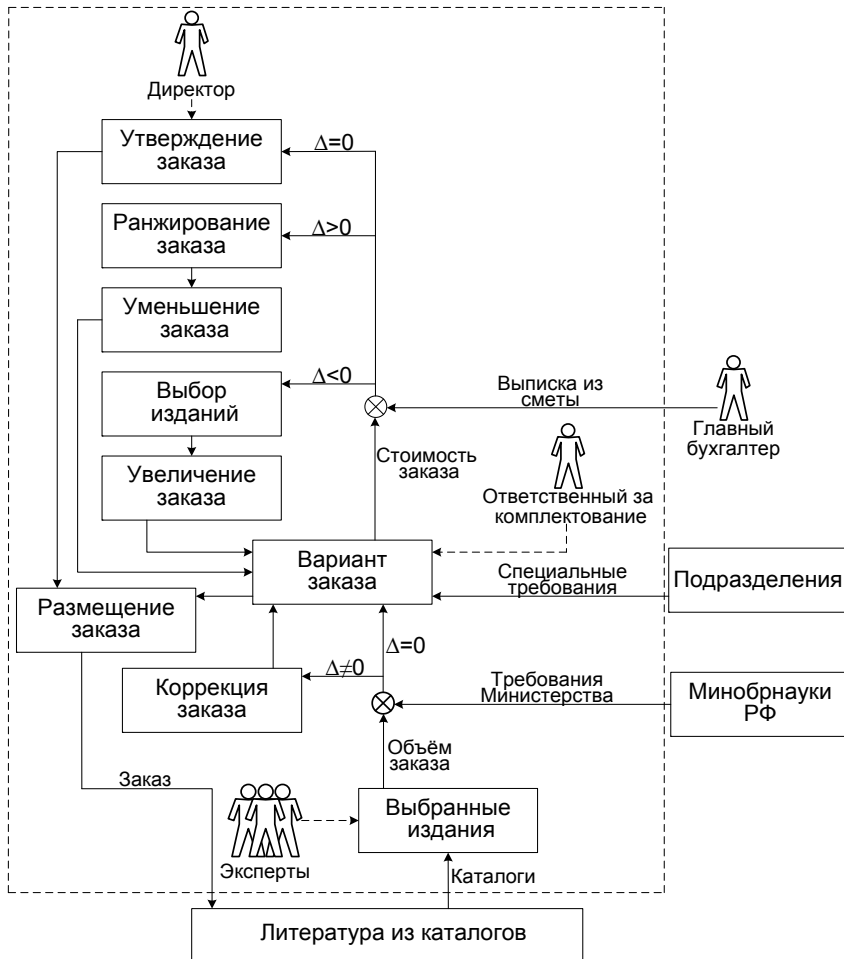 Директор
Утверждение
заказа
Δ=0
Ранжирование
заказа
Δ>0
Уменьшение
заказа
Выбор
изданий
Δ<0
Выписка из
сметы
Главный
бухгалтер
Увеличение
заказа
Стоимость
заказа
Ответственный за
комплектование
Вариант
заказа
Специальные
требования
Подразделения
Размещение
заказа
Δ=0
Δ≠0
Коррекция
заказа
Требования
Министерства
Минобрнауки
РФ
Объём
заказа
Заказ
Выбранные
издания
Эксперты
Каталоги
Литература из каталогов